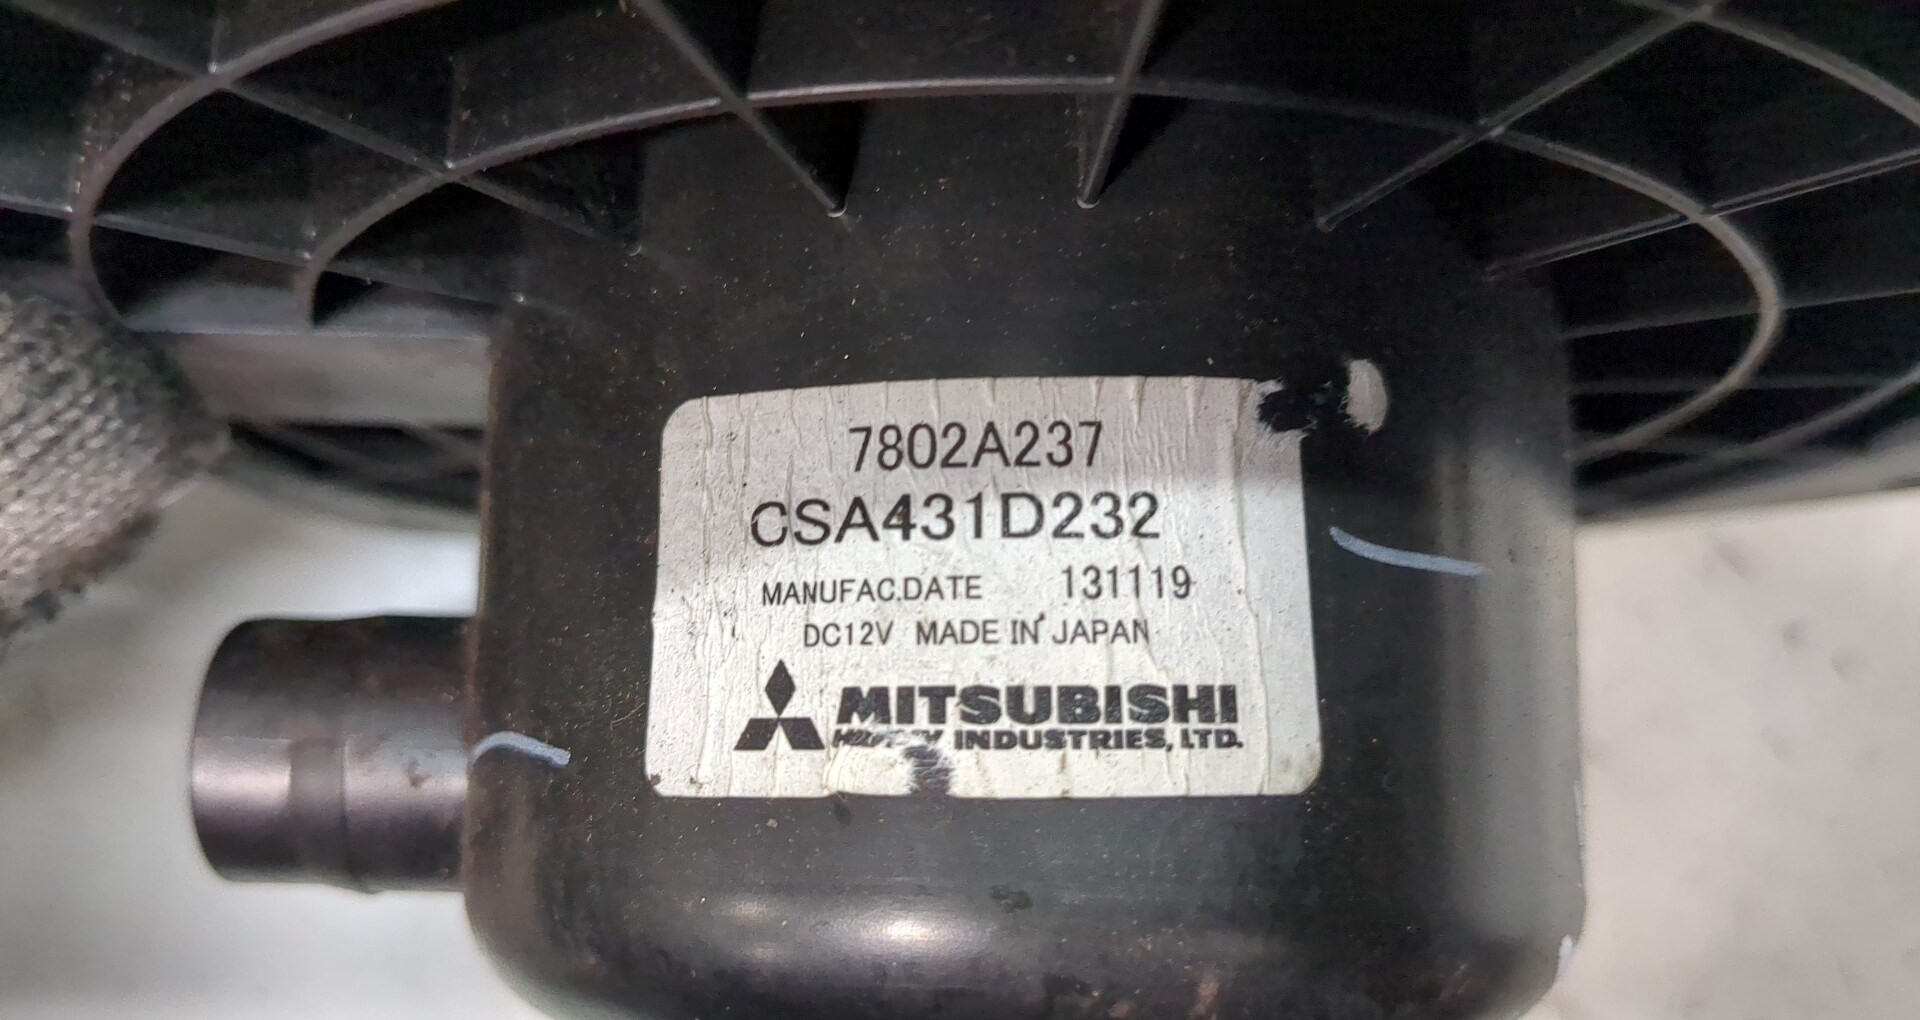 7802A237
CSA431D232
MANUFAC.DATE 131119
DC12V MADE IN JAPAN
MITSUBISHI
INDUSTRIES, LTD.